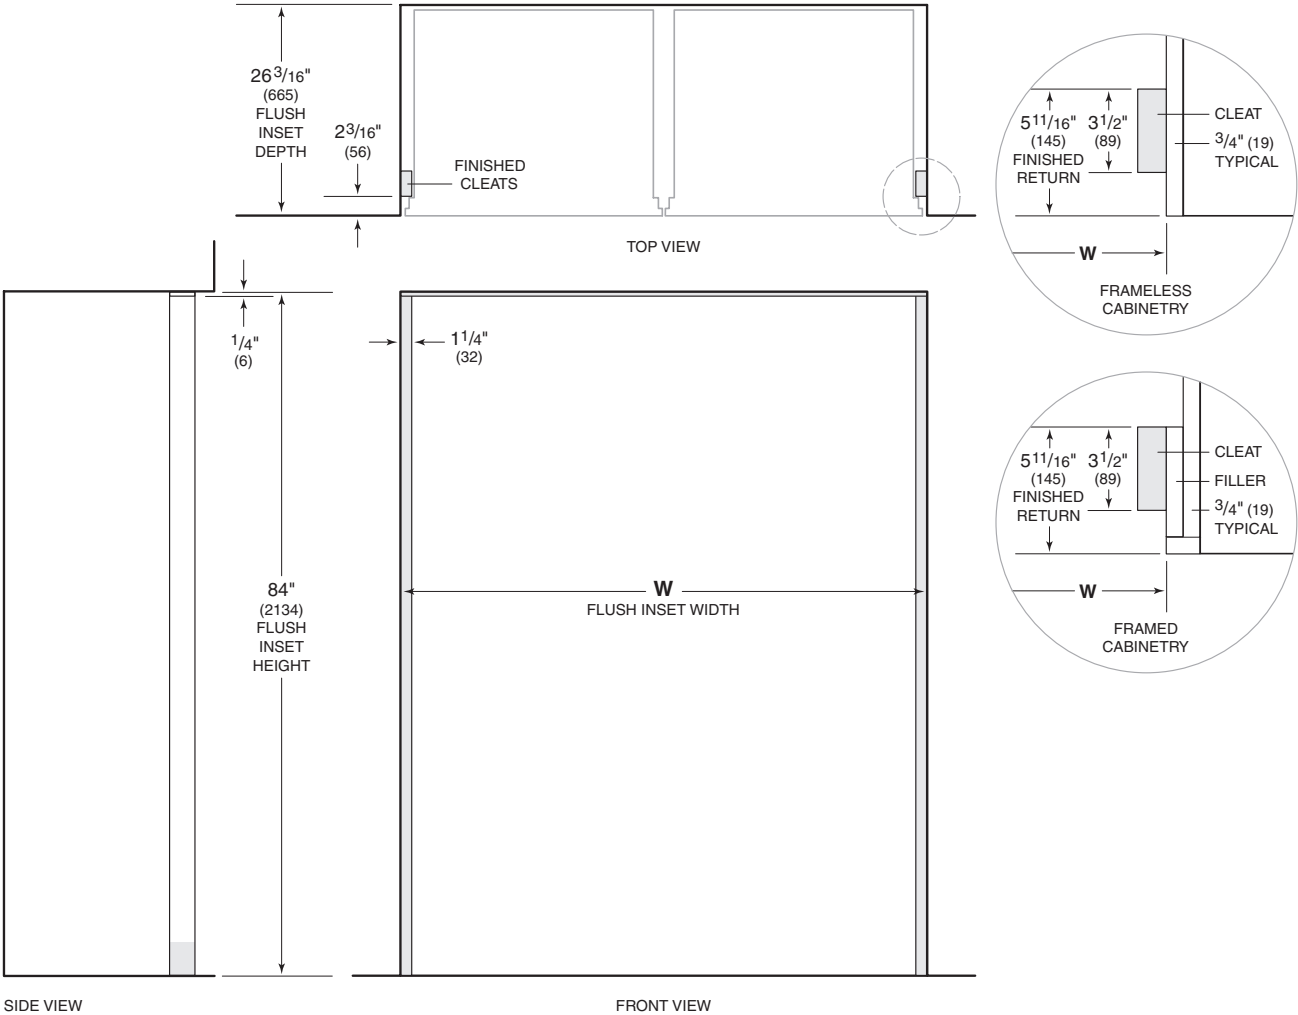 26 3/16"
(665)
FLUSH
INSET
DEPTH
2 3/16"
(56)
FINISHED
CLEATS
TOP VIEW
5 11/16"
(145)
FINISHED
RETURN
3 1/2"
(89)
CLEAT
3/4" (19)
TYPICAL
W
FRAMELESS
CABINETRY
1/4"
(6)
1 1/4"
(32)
84"
(2134)
FLUSH
INSET
HEIGHT
W
FLUSH INSET WIDTH
5 11/16"
(145)
FINISHED
RETURN
3 1/2"
(89)
CLEAT
FILLER
3/4" (19)
TYPICAL
W
FRAMED
CABINETRY
SIDE VIEW
FRONT VIEW